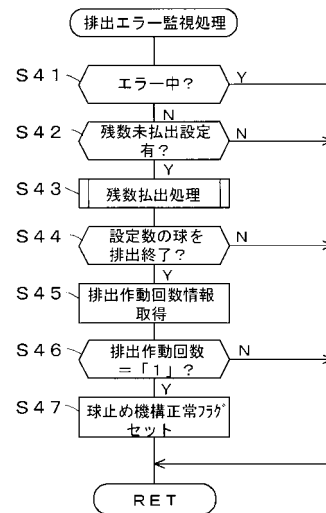 排出エラー監視処理
S41
エラー中?
Y
N
S42
残数未払出設定
有?
N
Y
S43
残数払出処理
S44
設定数の球を
排出終了?
N
Y
S45
排出作動回数情報
取得
S46
排出作動回数
=「1」?
N
Y
S47
球止め機構正常フラグ
セット
RET